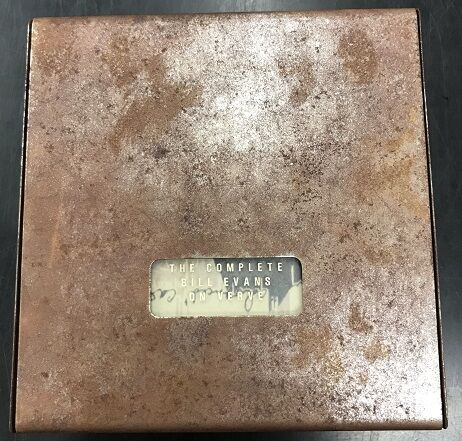 THE COMPLETE
BILL EVANS
ON VERVE